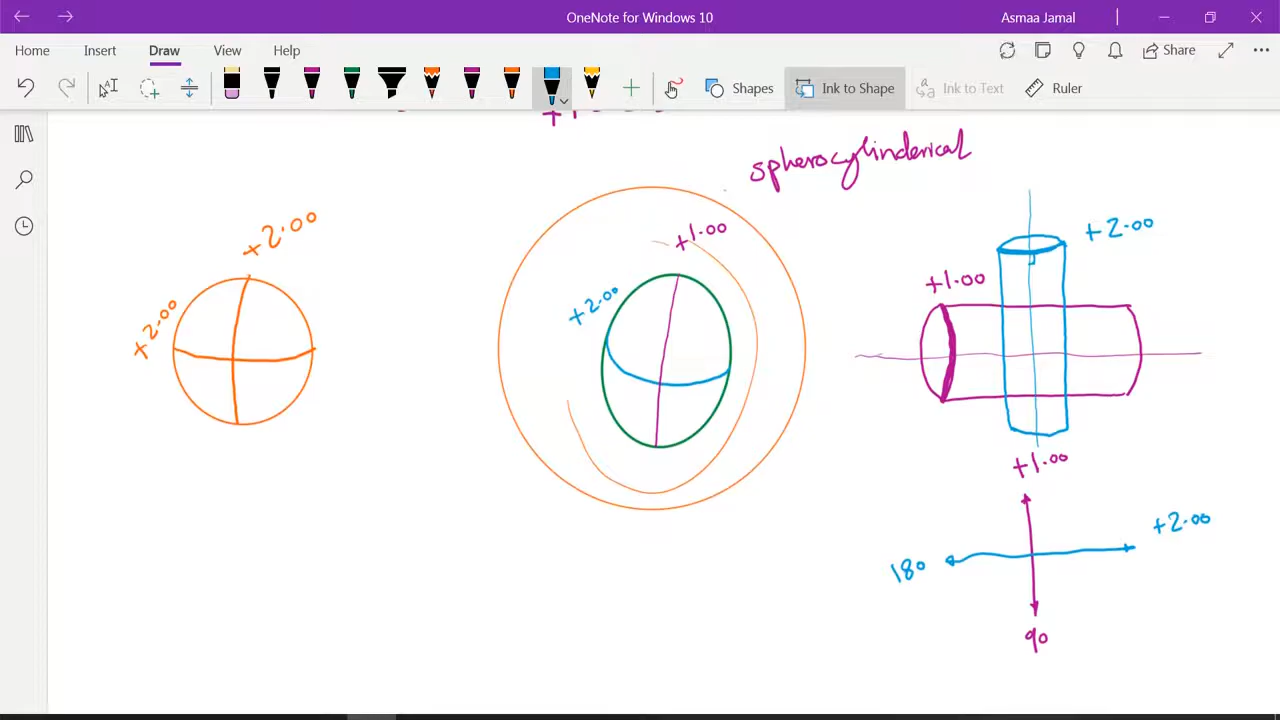 OneNote for Windows 10
Asmaa Jamal
Home Insert Draw View Help
Share
Shapes
Ink to Shape
Ink to Text
Ruler
spherocylinderical
+2.00
+2.00
+1.00
+2.00
+2.00
+1.00
+1.00
+2.00
180
90